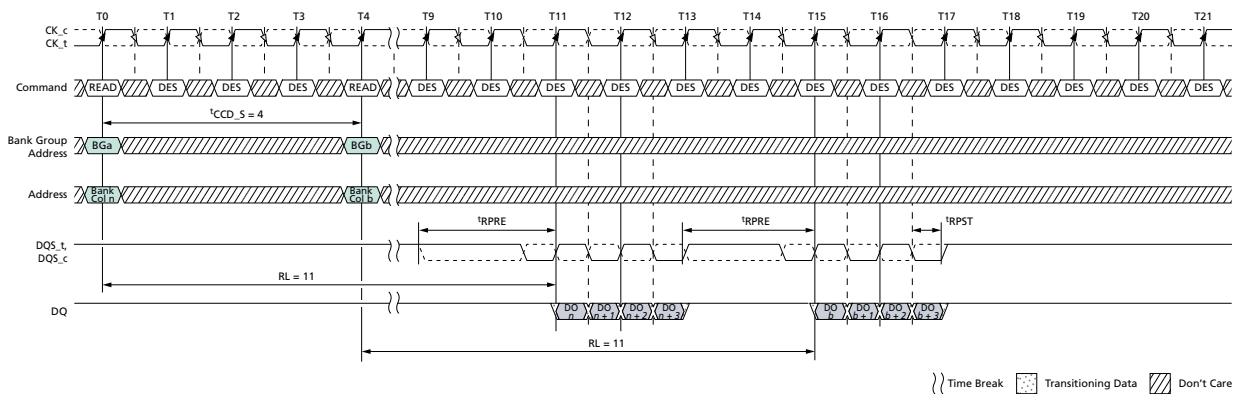 T0 T1 T2 T3 T4 T9 T10 T11 T12 T13 T14 T15 T16 T17 T18 T19 T20 T21
CK_c
CK_t
Command READ DES DES DES READ DES DES DES DES DES DES DES DES DES DES DES DES DES
tCCD_S = 4
Bank Group
Address
BGa BGb
Address
Bank
Col n
Bank
Col b
tRPRE tRPRE tRPST
DQS_t,
DQS_c
RL = 11
DQ
DO
n
DO
n + 1
DO
n + 2
DO
n + 3
DO
b
DO
b + 1
DO
b + 2
DO
b + 3
RL = 11
Time Break Transitioning Data Don't Care